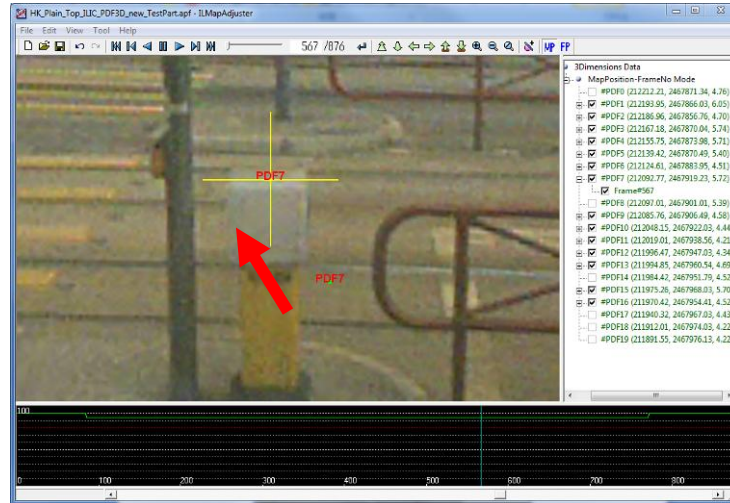 HK_Plain_Top_ILIC_PDF3D_new_TestPart.apf - ILMapAdjuster
File Edit View Tool Help
567 /876 MP FP
PDF7
PDF7
3Dimensions Data
MapPosition-FrameNo Mode
#PDF0 (212212.21, 2467871.34, 4.76)
#PDF1 (212193.95, 2467866.03, 6.05)
#PDF2 (212186.96, 2467856.76, 4.70)
#PDF3 (212167.18, 2467870.04, 5.74)
#PDF4 (212155.75, 2467873.98, 5.71)
#PDF5 (212139.42, 2467870.49, 5.40)
#PDF6 (212124.61, 2467883.95, 4.51)
#PDF7 (212092.77, 2467919.23, 5.72)
Frame#567
#PDF8 (212097.01, 2467901.01, 5.39)
#PDF9 (212085.76, 2467906.49, 4.58)
#PDF10 (212048.15, 2467922.03, 4.44
#PDF11 (212019.01, 2467938.56, 4.21
#PDF12 (211996.47, 2467947.03, 4.34
#PDF13 (211994.85, 2467960.54, 4.69
#PDF14 (211984.42, 2467951.79, 4.52
#PDF15 (211975.26, 2467968.03, 5.70
#PDF16 (211970.42, 2467954.41, 4.52
#PDF17 (211940.32, 2467967.03, 4.43
#PDF18 (211912.01, 2467974.03, 4.22
#PDF19 (211891.55, 2467976.13, 4.22
100
0 100 200 300 400 500 600 700 800